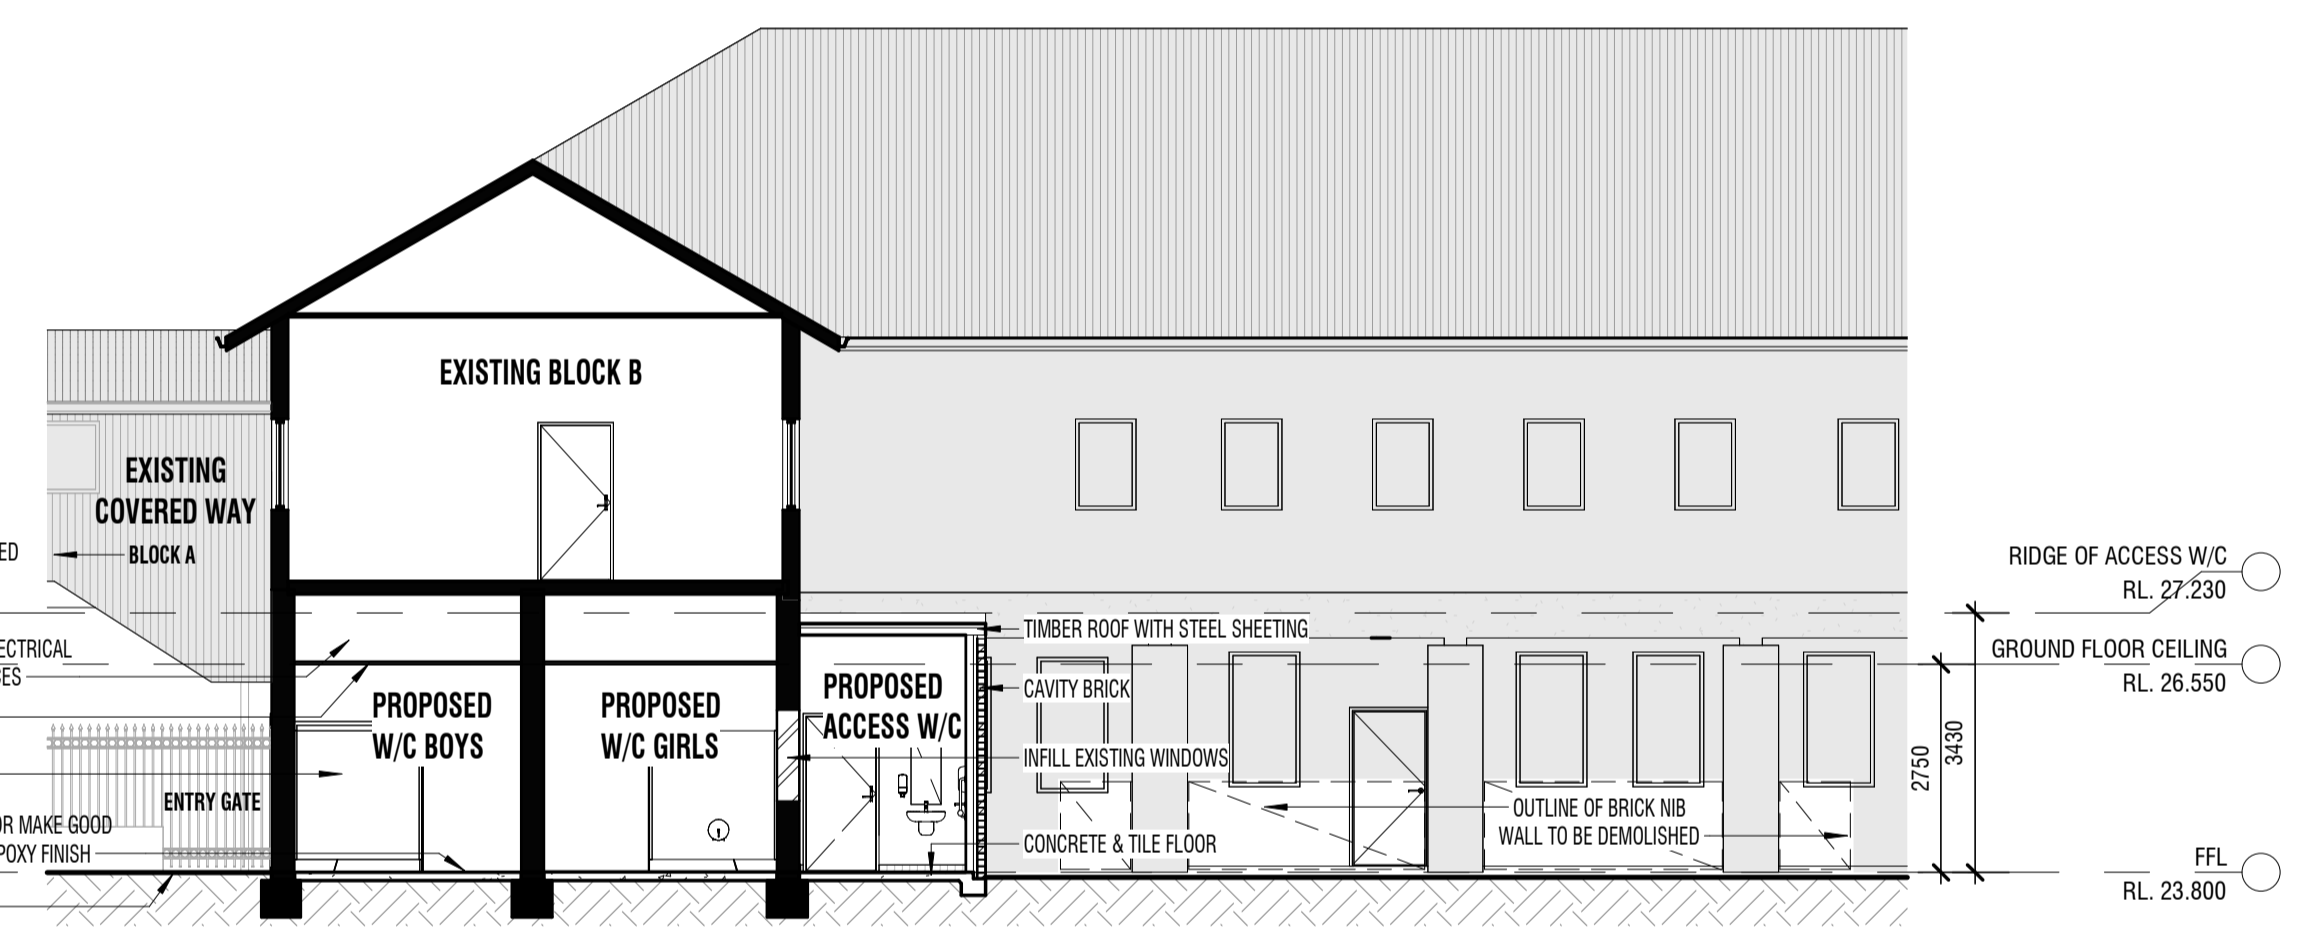 EXISTING BLOCK B
EXISTING
COVERED WAY
BLOCK A
ED
RIDGE OF ACCESS W/C
RL. 27.230
TIMBER ROOF WITH STEEL SHEETING
ECTRICAL
ES
GROUND FLOOR CEILING
RL. 26.550
CAVITY BRICK
PROPOSED
W/C BOYS
PROPOSED
W/C GIRLS
PROPOSED
ACCESS W/C
INFILL EXISTING WINDOWS
2750
3430
ENTRY GATE
OUTLINE OF BRICK NIB
WALL TO BE DEMOLISHED
OR MAKE GOOD
POXY FINISH
CONCRETE & TILE FLOOR
FFL
RL. 23.800